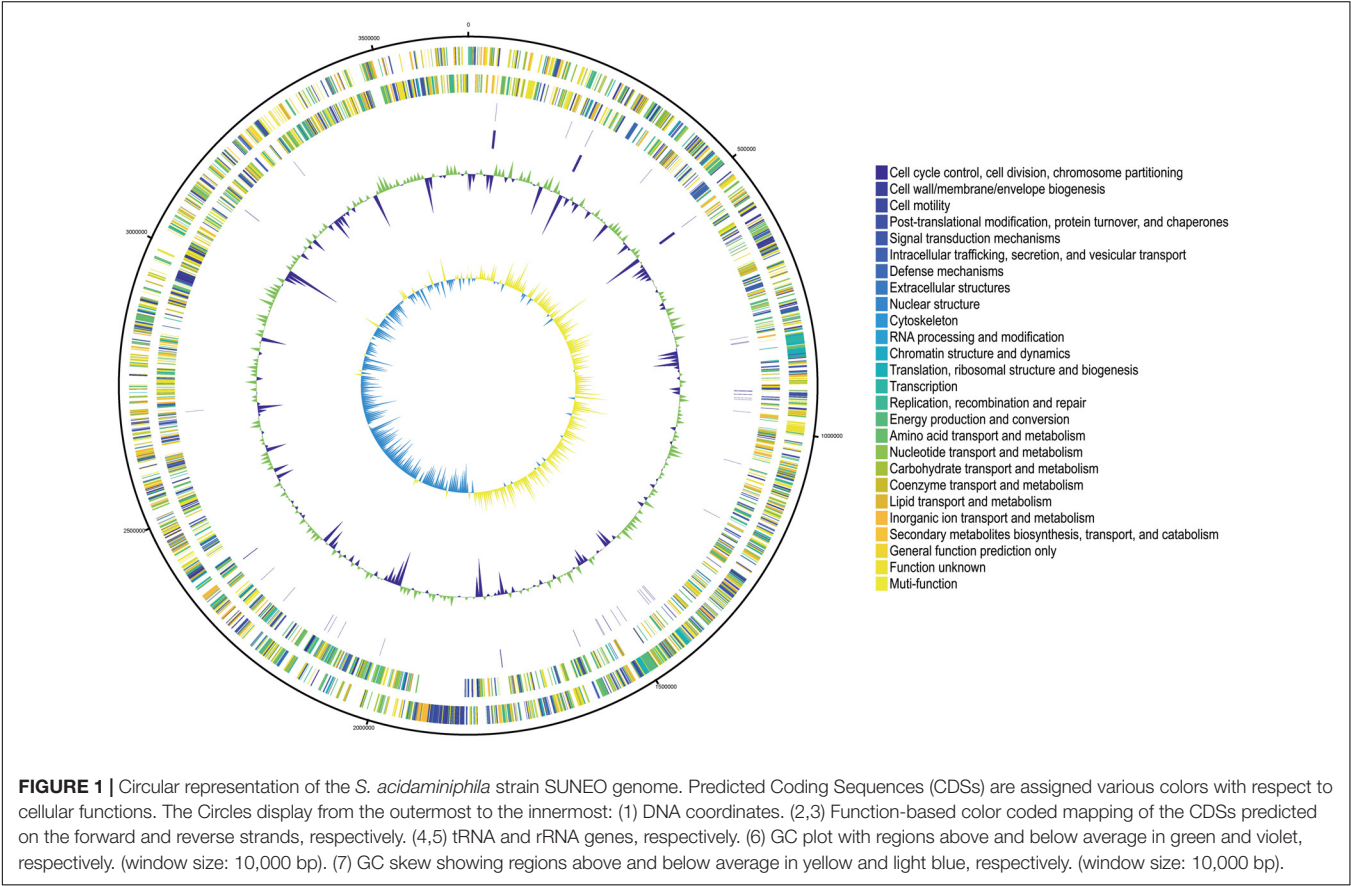 0
500000
1000000
1500000
2000000
2500000
3000000
3500000
Cell cycle control, cell division, chromosome partitioning
Cell wall/membrane/envelope biogenesis
Cell motility
Post-translational modification, protein turnover, and chaperones
Signal transduction mechanisms
Intracellular trafficking, secretion, and vesicular transport
Defense mechanisms
Extracellular structures
Nuclear structure
Cytoskeleton
RNA processing and modification
Chromatin structure and dynamics
Translation, ribosomal structure and biogenesis
Transcription
Replication, recombination and repair
Energy production and conversion
Amino acid transport and metabolism
Nucleotide transport and metabolism
Carbohydrate transport and metabolism
Coenzyme transport and metabolism
Lipid transport and metabolism
Inorganic ion transport and metabolism
Secondary metabolites biosynthesis, transport, and catabolism
General function prediction only
Function unknown
Muti-function
FIGURE 1 | Circular representation of the S. acidaminiphila strain SUNEO genome. Predicted Coding Sequences (CDSs) are assigned various colors with respect to
cellular functions. The Circles display from the outermost to the innermost: (1) DNA coordinates. (2,3) Function-based color coded mapping of the CDSs predicted
on the forward and reverse strands, respectively. (4,5) tRNA and rRNA genes, respectively. (6) GC plot with regions above and below average in green and violet,
respectively. (window size: 10,000 bp). (7) GC skew showing regions above and below average in yellow and light blue, respectively. (window size: 10,000 bp).